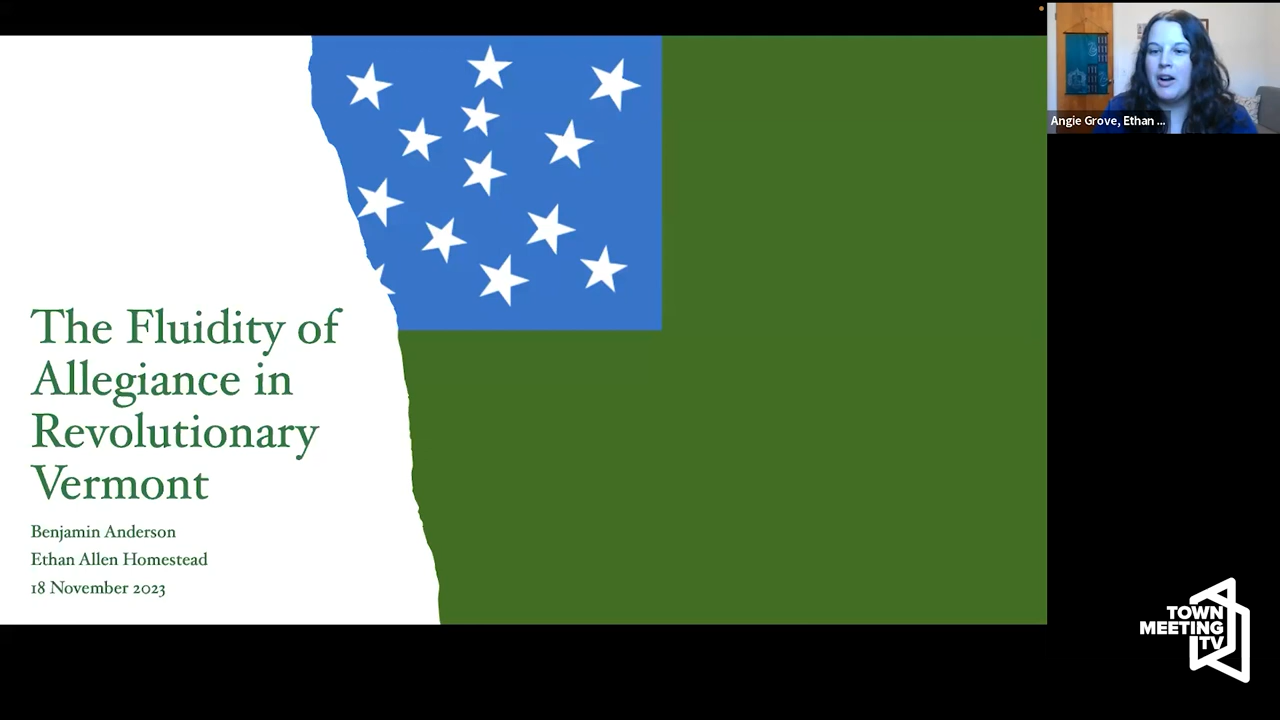 Angie Grove, Ethan ...
The Fluidity of
Allegiance in
Revolutionary
Vermont
Benjamin Anderson
Ethan Allen Homestead
18 November 2023
TOWN
MEETING
TV